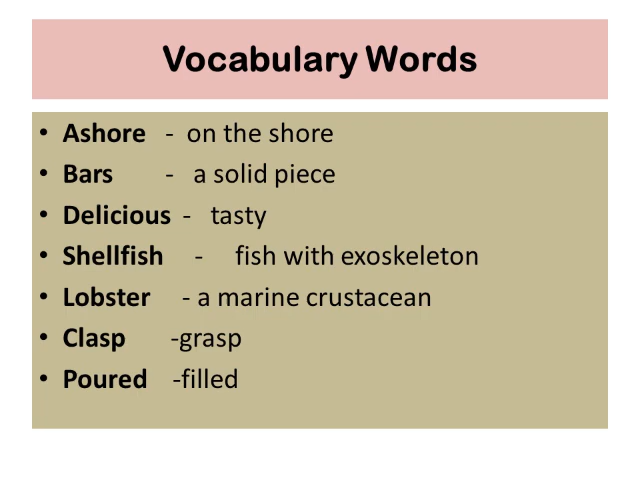 Vocabulary Words
• Ashore - on the shore
• Bars - a solid piece
• Delicious - tasty
• Shellfish - fish with exoskeleton
• Lobster - a marine crustacean
• Clasp -grasp
• Poured -filled